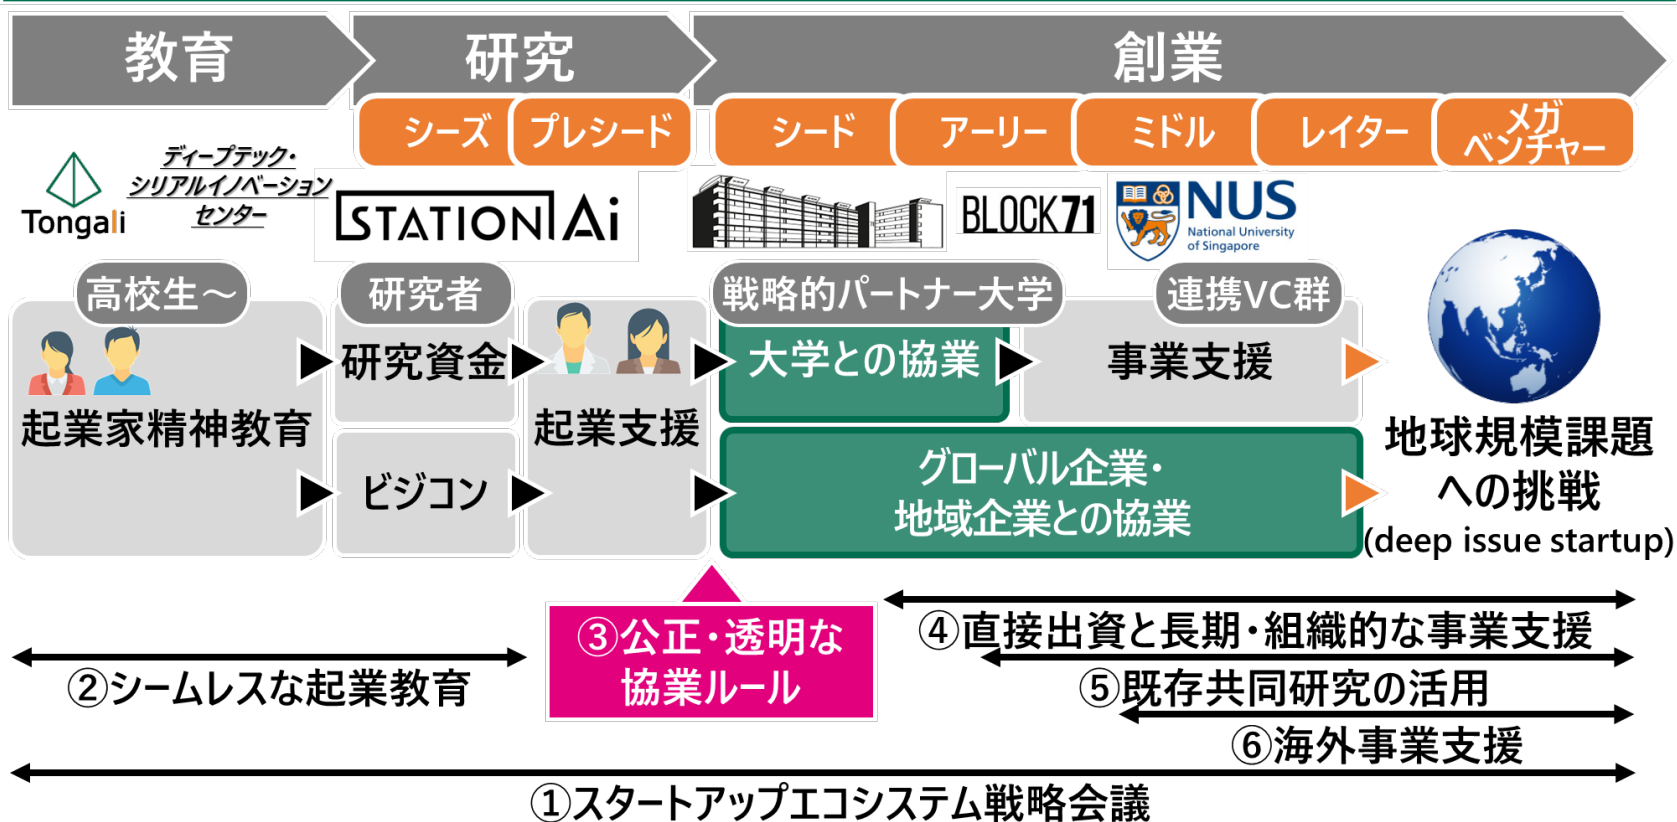 教育
研究
創業
シーズ
プレシード
シード
アーリー
ミドル
レイター
メガ
ベンチャー
Tongali
ディープテック・
シリアルイノベーション
センター
STATION Ai
BLOCK71
NUS
National University
of Singapore
高校生～
研究者
戦略的パートナー大学
連携VC群
起業家精神教育
研究資金
ビジコン
起業支援
大学との協業
事業支援
グローバル企業・
地域企業との協業
地球規模課題
への挑戦
(deep issue startup)
③公正・透明な
協業ルール
④直接出資と長期・組織的な事業支援
②シームレスな起業教育
⑤既存共同研究の活用
⑥海外事業支援
①スタートアップエコシステム戦略会議